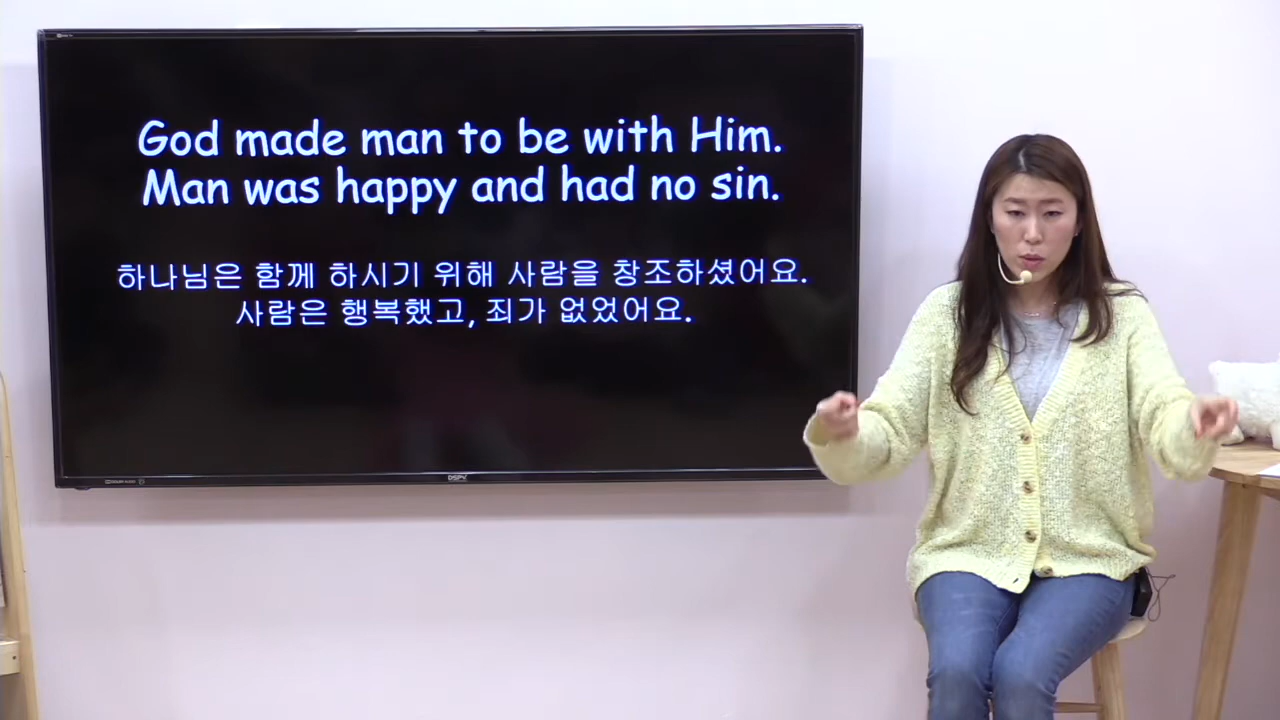 God made man to be with Him.
Man was happy and had no sin.
하나님은 함께 하시기 위해 사람을 창조하셨어요.
사람은 행복했고, 죄가 없었어요.